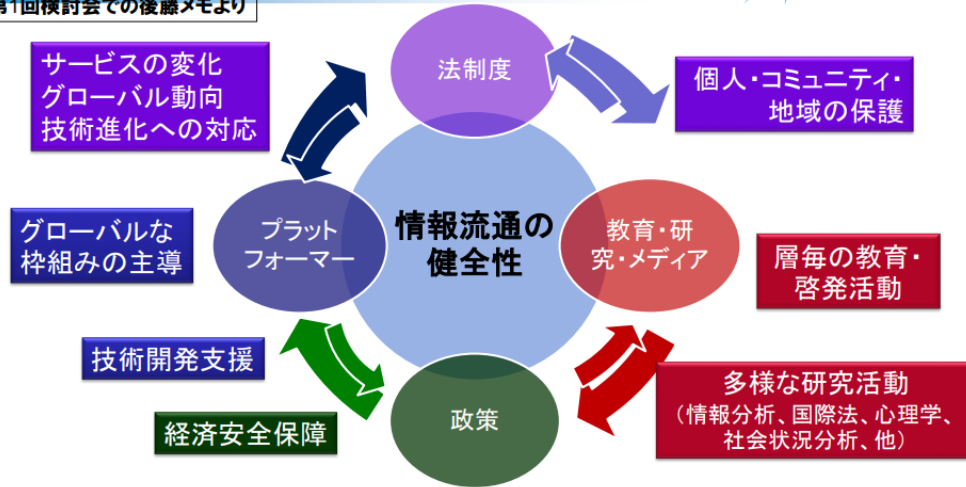 第1回検討会での後藤メモより
サービスの変化
グローバル動向
技術進化への対応
法制度
個人・コミュニティ・
地域の保護
グローバルな
枠組みの主導
プラット
フォーマー
情報流通の
健全性
教育・研
究・メディア
層毎の教育・
啓発活動
技術開発支援
経済安全保障
政策
多様な研究活動
（情報分析、国際法、心理学、
社会状況分析、他）